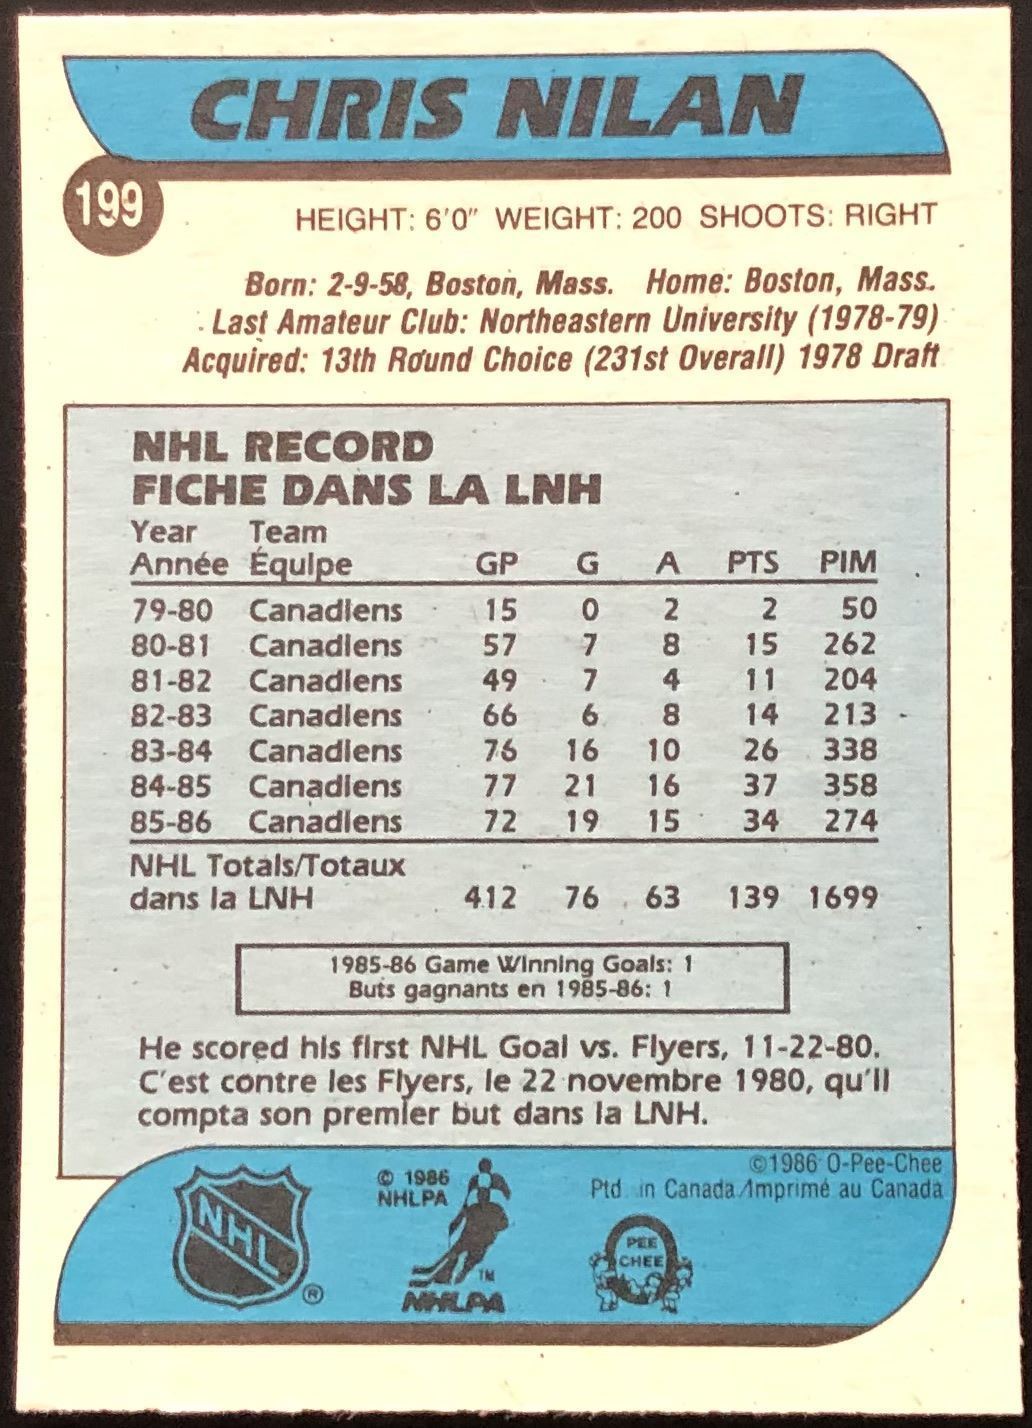 CHRIS NILAN
199
HEIGHT: 6'0" WEIGHT: 200 SHOOTS: RIGHT
Born: 2-9-58, Boston, Mass. Home: Boston, Mass.
Last Amateur Club: Northeastern University (1978-79)
Acquired: 13th Round Choice (231st Overall) 1978 Draft
NHL RECORD
FICHE DANS LA LNH
Year Team
Année Équipe GP G A PTS PIM
79-80 Canadiens 15 0 2 2 50
80-81 Canadiens 57 7 8 15 262
81-82 Canadiens 49 7 4 11 204
82-83 Canadiens 66 6 8 14 213
83-84 Canadiens 76 16 10 26 338
84-85 Canadiens 77 21 16 37 358
85-86 Canadiens 72 19 15 34 274
NHL Totals/Totaux
dans la LNH 412 76 63 139 1699
1985-86 Game Winning Goals: 1
Buts gagnants en 1985-86: 1
He scored his first NHL Goal vs. Flyers, 11-22-80.
C'est contre les Flyers, le 22 novembre 1980, qu'il
compta son premier but dans la LNH.
©1986 O-Pee-Chee
Ptd. in Canada/Imprimé au Canada
© 1986
NHLPA
NHL ®
TM
NHLPA
PEE
CHEE